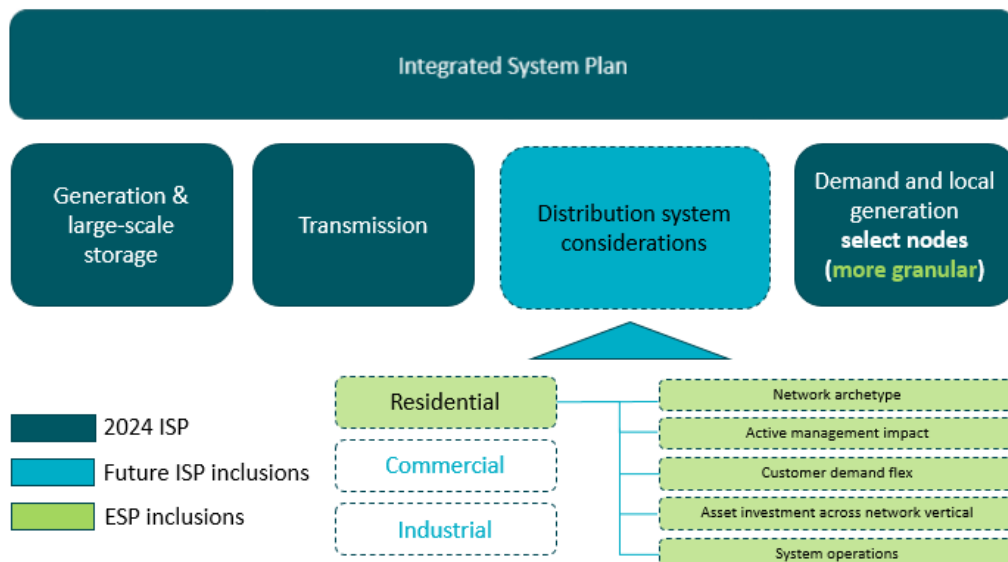 Integrated System Plan
Generation &
large-scale
storage
Transmission
Distribution system
considerations
Demand and local
generation
select nodes
(more granular)
Residential
Commercial
Industrial
Network archetype
Active management impact
Customer demand flex
Asset investment across network vertical
System operations
2024 ISP
Future ISP inclusions
ESP inclusions